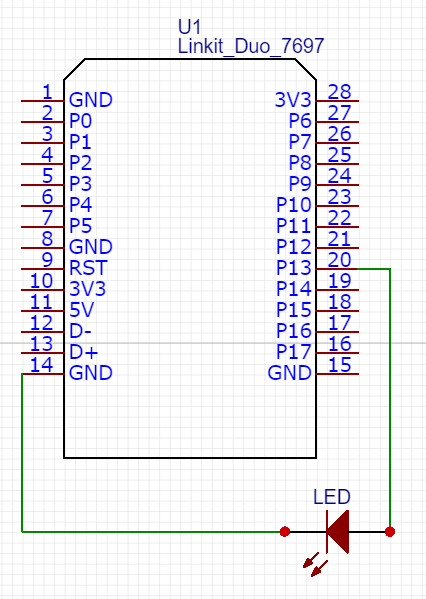 U1
Linkit_Duo_7697
1 GND 3V3 28
2 P0 P6 27
3 P1 P7 26
4 P2 P8 25
5 P3 P9 24
6 P4 P10 23
7 P5 P11 22
8 GND P12 21
9 RST P13 20
10 3V3 P14 19
11 5V P15 18
12 D- P16 17
13 D+ P17 16
14 GND GND 15
LED